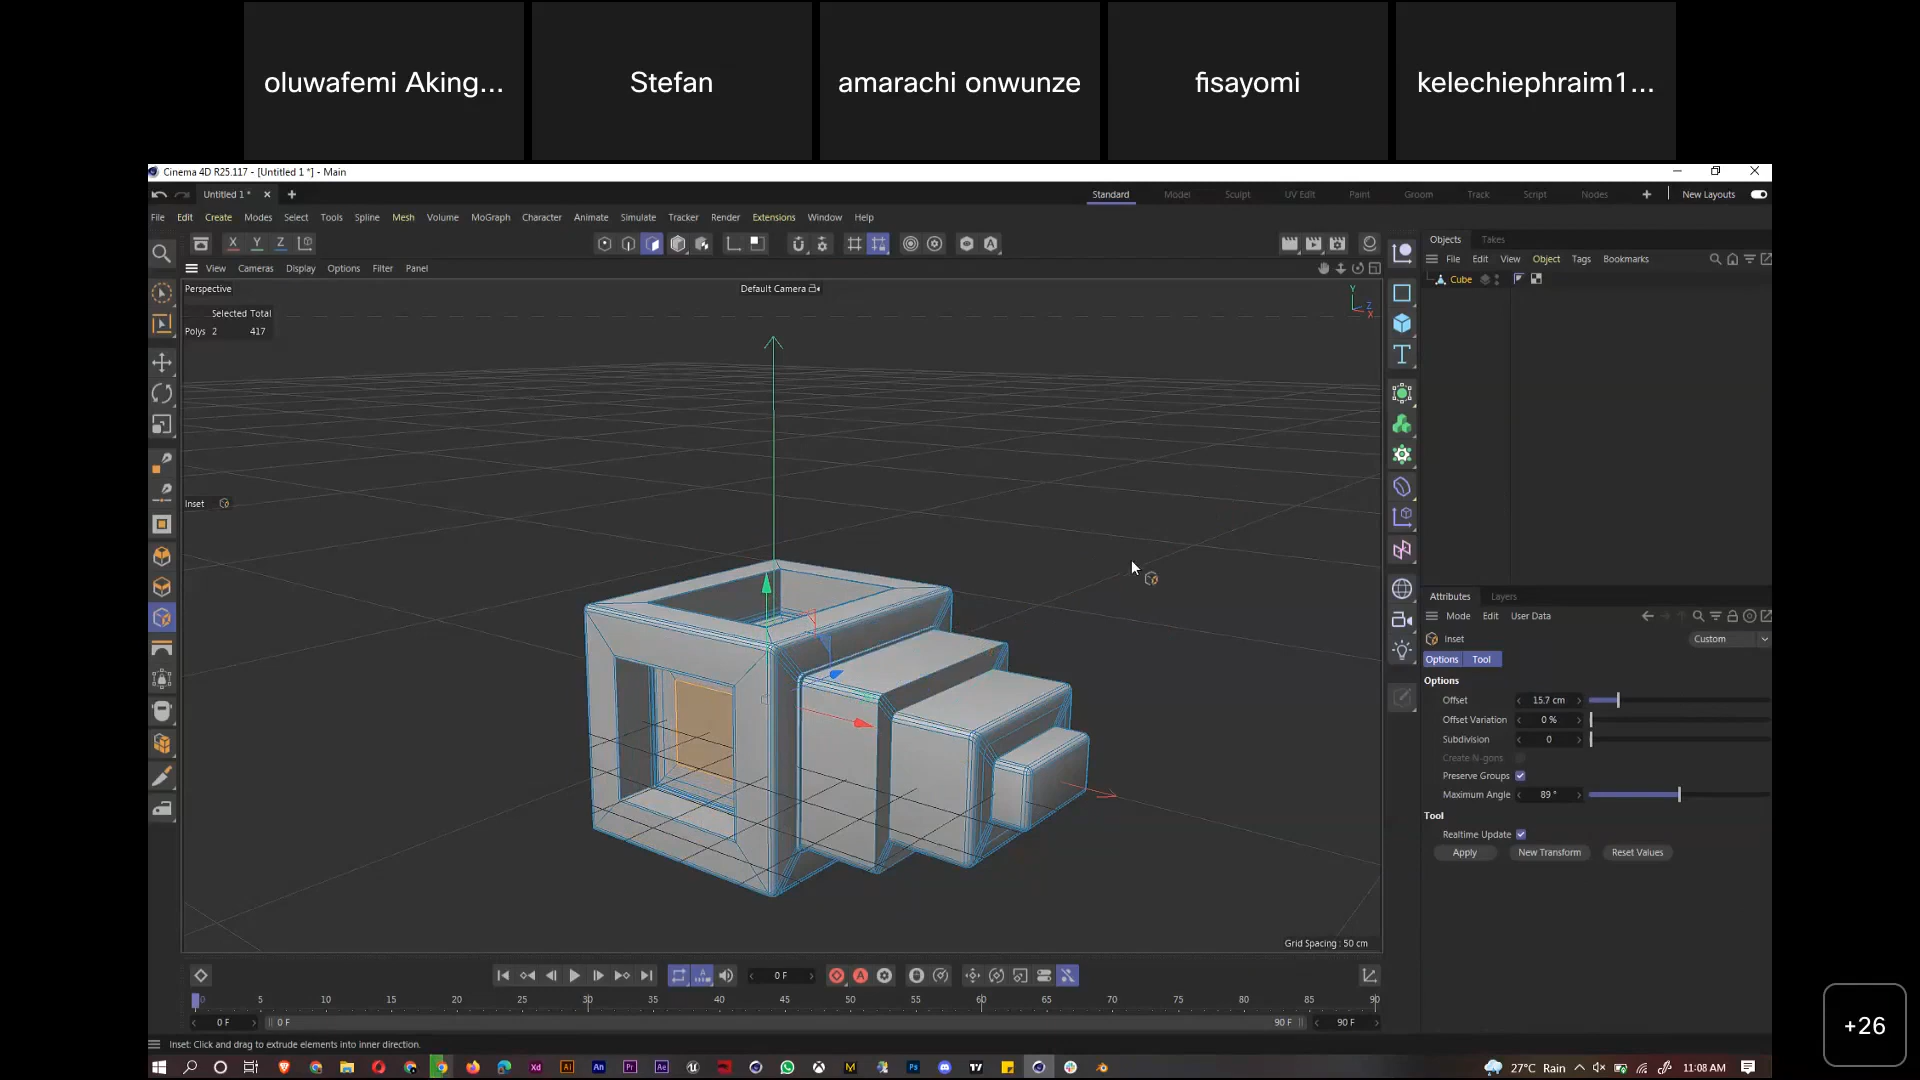 oluwafemi Aking...
Stefan
amarachi onwunze
fisayomi
kelechiephraim1...
Cinema 4D R25.117 - [Untitled 1 *] - Main
Untitled 1 *
Standard Model Sculpt UV Edit Paint Groom Track Script Nodes New Layouts
File Edit Create Modes Select Tools Spline Mesh Volume MoGraph Character Animate Simulate Tracker Render Extensions Window Help
X Y Z
Objects Takes
File Edit View Object Tags Bookmarks
View Cameras Display Options Filter Panel
Cube
Perspective
Default Camera
Y
Z
X
Selected Total
Polys 2 417
Inset
Attributes Layers
Mode Edit User Data
Inset
Custom
Options Tool
Options
Offset 15.7 cm
Offset Variation 0 %
Subdivision 0
Create N-gons
Preserve Groups
Maximum Angle 89 °
Tool
Realtime Update
Apply New Transform Reset Values
Grid Spacing : 50 cm
0 F
0 5 10 15 20 25 30 35 40 45 50 55 60 65 70 75 80 85 90
0 F 0 F 90 F 90 F
Inset: Click and drag to extrude elements into inner direction.
+26
Xd Ai An Pr Ae Ps
27°C Rain
11:08 AM